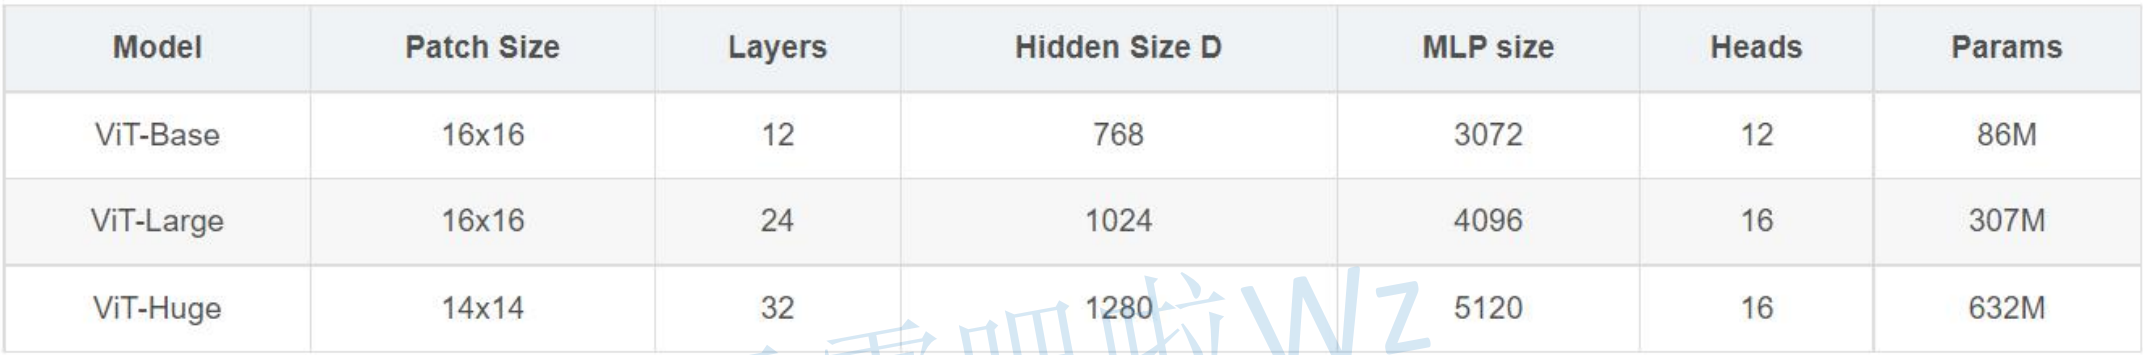 Model Patch Size Layers Hidden Size D MLP size Heads Params
ViT-Base 16x16 12 768 3072 12 86M
ViT-Large 16x16 24 1024 4096 16 307M
ViT-Huge 14x14 32 1280 5120 16 632M
霹雳吧啦Wz